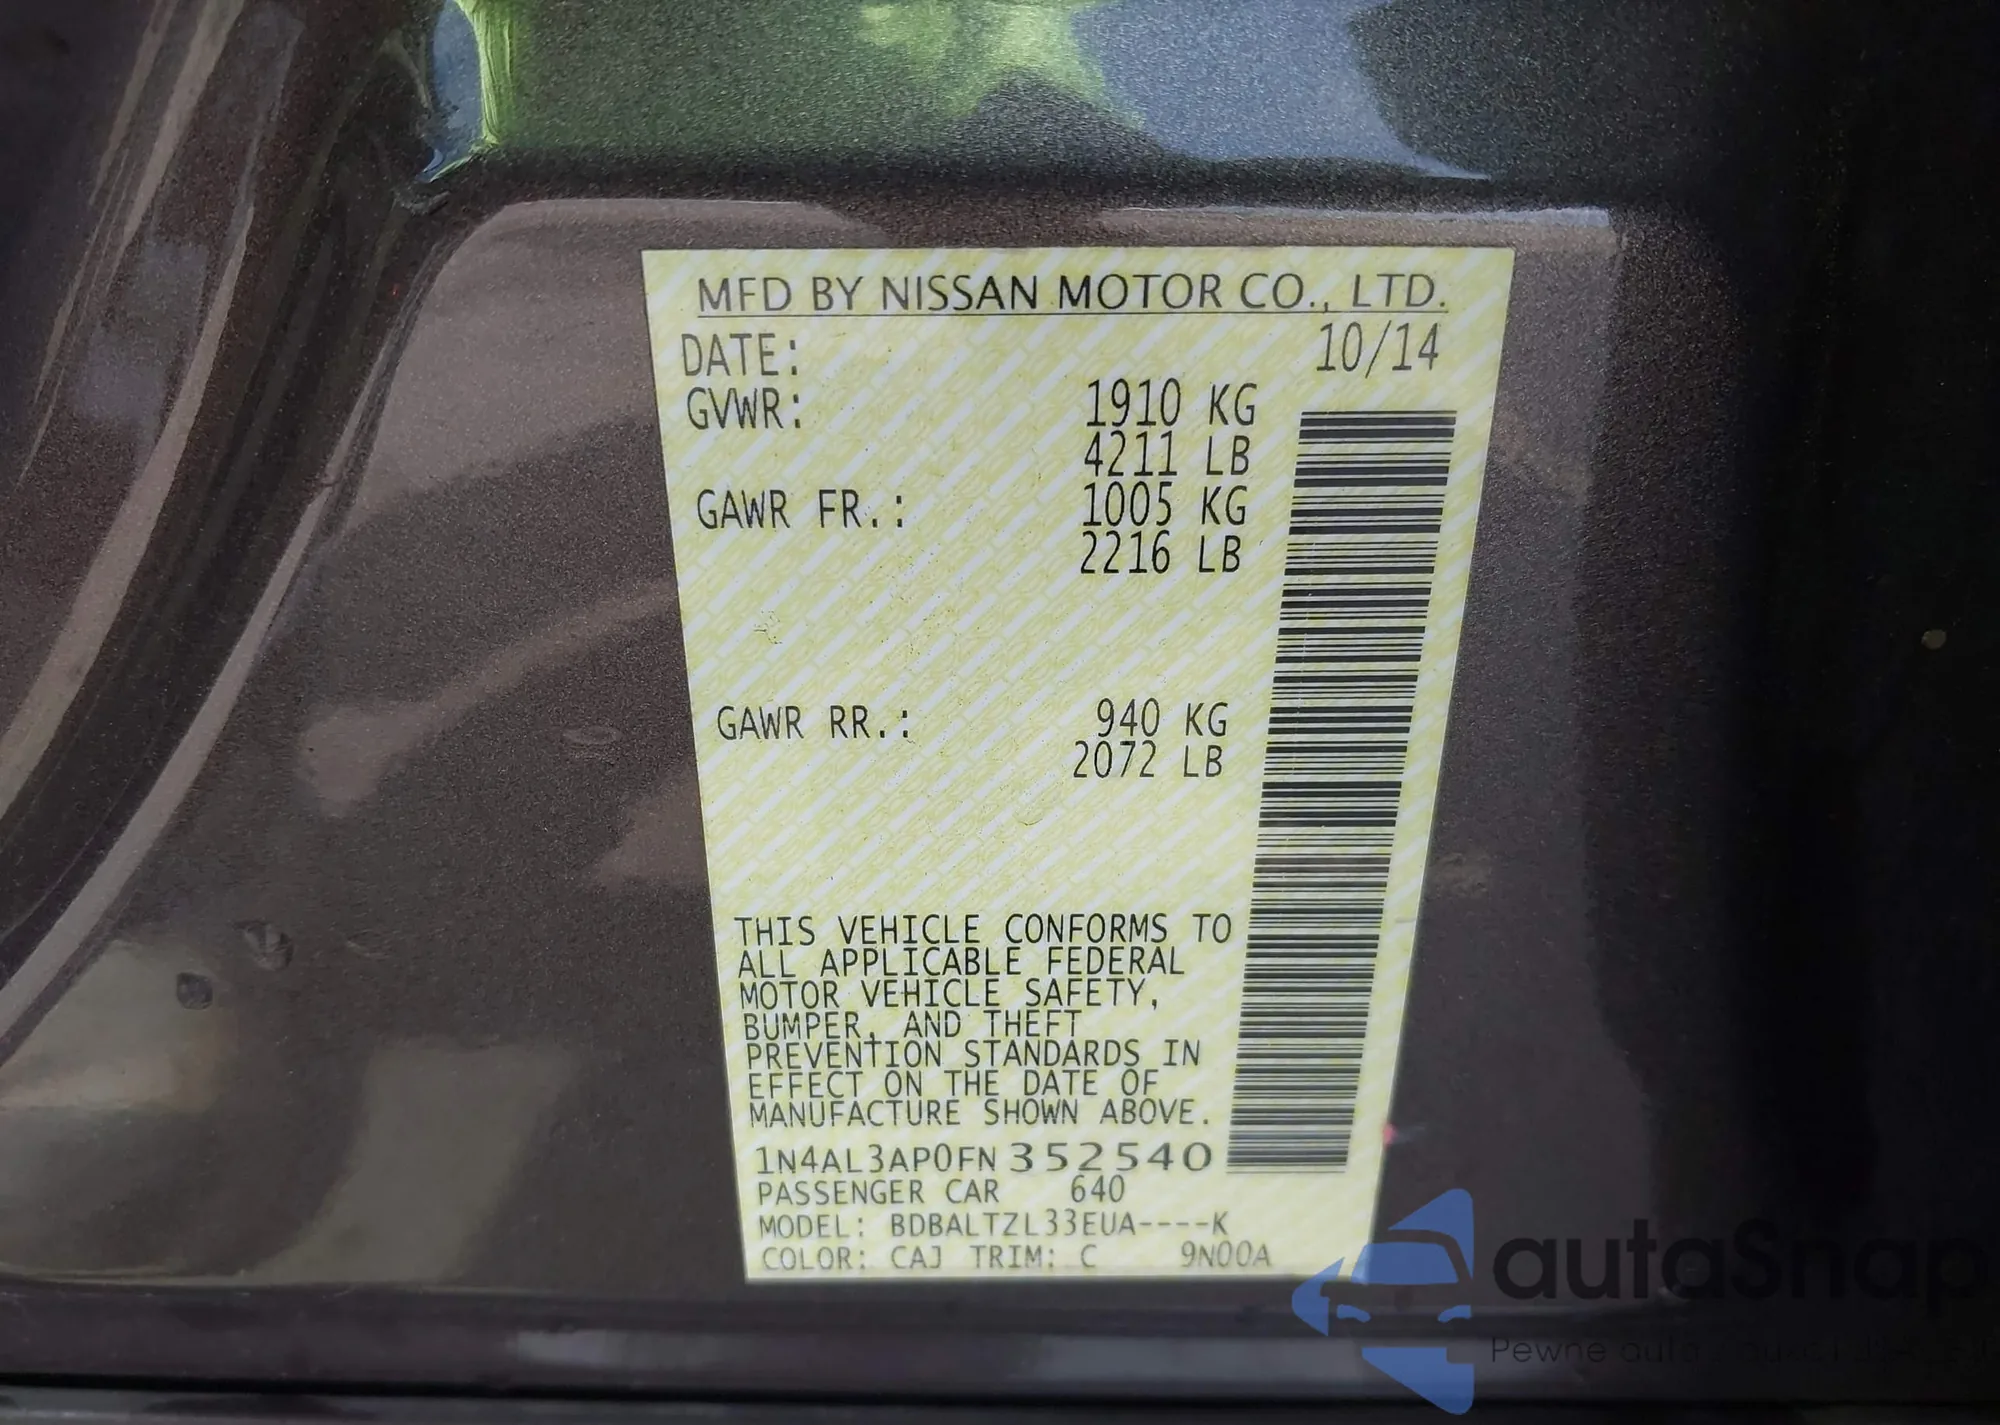 MFD BY NISSAN MOTOR CO., LTD.
DATE: 10/14
GVWR: 1910 KG
4211 LB
GAWR FR.: 1005 KG
2216 LB
GAWR RR.: 940 KG
2072 LB
THIS VEHICLE CONFORMS TO
ALL APPLICABLE FEDERAL
MOTOR VEHICLE SAFETY,
BUMPER, AND THEFT
PREVENTION STANDARDS IN
EFFECT ON THE DATE OF
MANUFACTURE SHOWN ABOVE.
1N4AL3AP0FN352540
PASSENGER CAR 640
MODEL: BDBALTZL33EUA----K
COLOR: CAJ TRIM: C 9N00A
autaSnap
Pewne auta